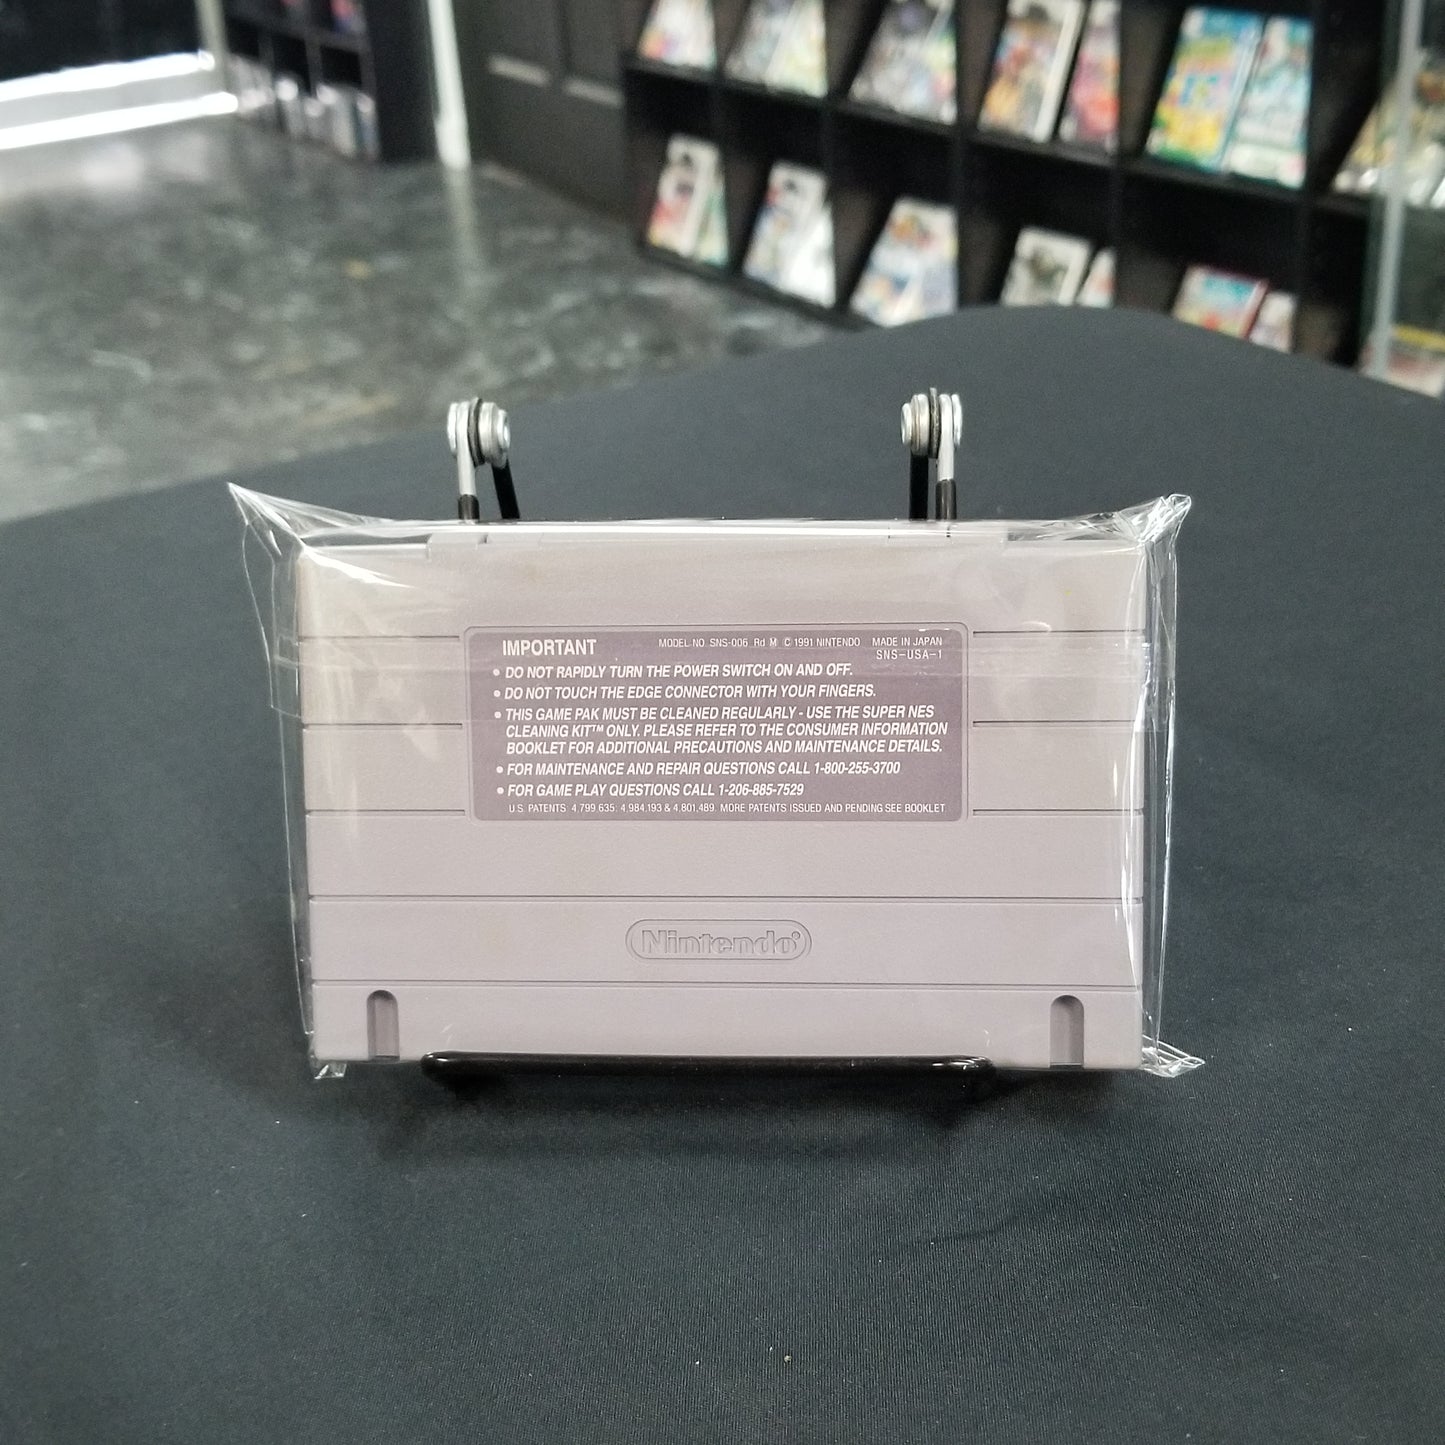 IMPORTANT MODEL NO. SNS-006 Rd M © 1991 NINTENDO MADE IN JAPAN
SNS-USA-1
• DO NOT RAPIDLY TURN THE POWER SWITCH ON AND OFF.
• DO NOT TOUCH THE EDGE CONNECTOR WITH YOUR FINGERS.
• THIS GAME PAK MUST BE CLEANED REGULARLY - USE THE SUPER NES
CLEANING KIT™ ONLY. PLEASE REFER TO THE CONSUMER INFORMATION
BOOKLET FOR ADDITIONAL PRECAUTIONS AND MAINTENANCE DETAILS.
• FOR MAINTENANCE AND REPAIR QUESTIONS CALL 1-800-255-3700
• FOR GAME PLAY QUESTIONS CALL 1-206-885-7529
U.S. PATENTS 4.799.635: 4,984.193 & 4.801.489. MORE PATENTS ISSUED AND PENDING SEE BOOKLET
Nintendo®